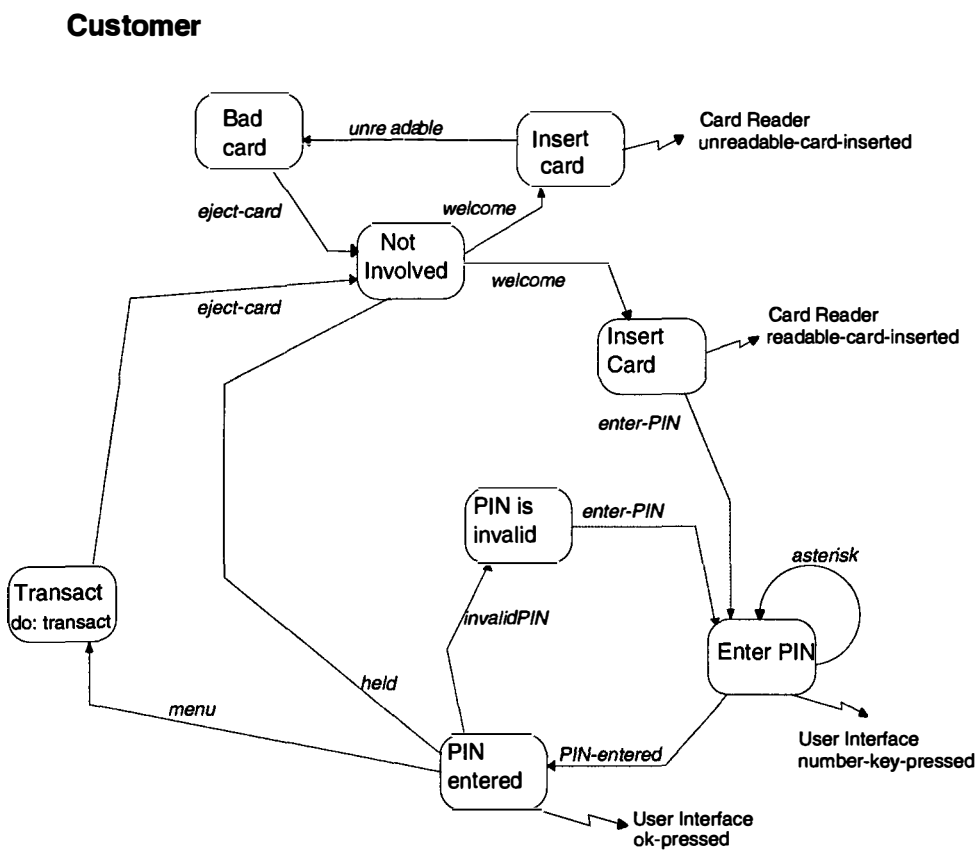 Customer
Bad
card
unre adable
Insert
card
Card Reader
unreadable-card-inserted
eject-card
welcome
Not
Involved
welcome
eject-card
Insert
Card
Card Reader
readable-card-inserted
enter-PIN
PIN is
invalid
enter-PIN
asterisk
Transact
do: transact
invalidPIN
Enter PIN
held
menu
PIN
entered
PIN-entered
User Interface
number-key-pressed
User Interface
ok-pressed